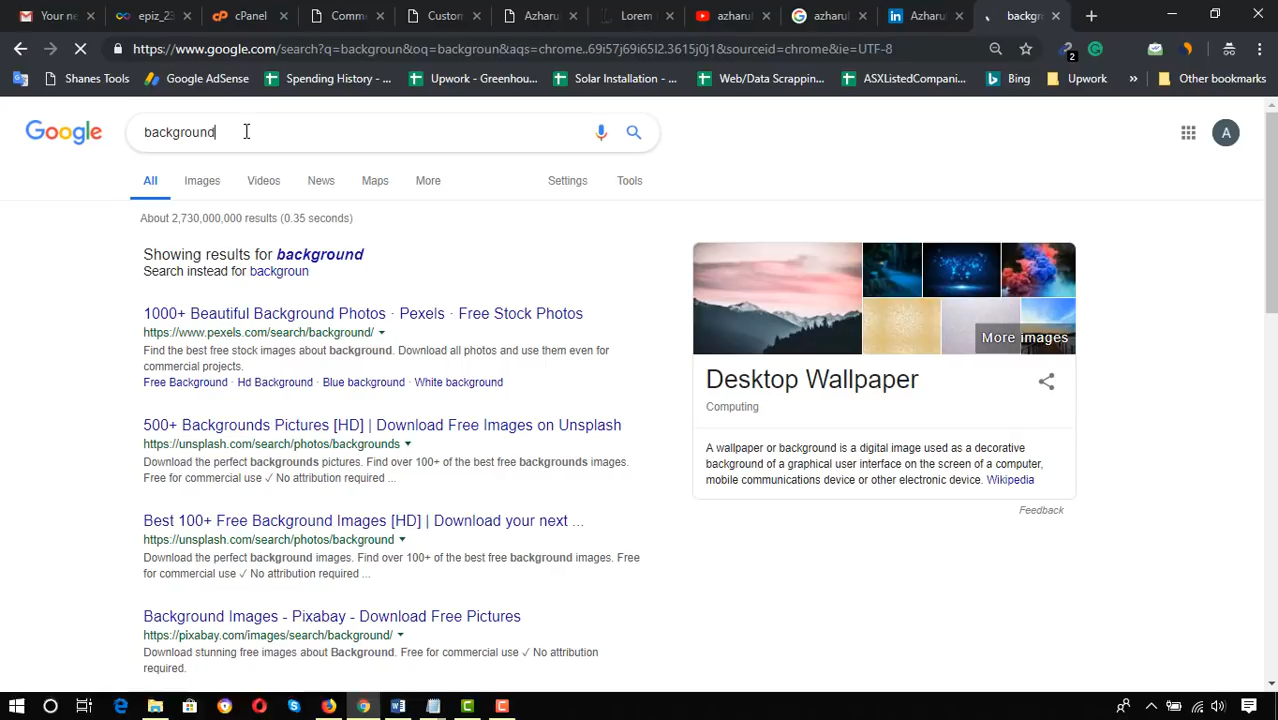 Your ne
epiz_23
cPanel
Comme
Custom
Azharu
Lorem
azharul
azharul
Azharu
backgr
https://www.google.com/search?q=backgroun&oq=backgroun&aqs=chrome..69i57j69i65l2.3615j0j1&sourceid=chrome&ie=UTF-8
2
Shanes Tools
Google AdSense
Spending History - ...
Upwork - Greenhou...
Solar Installation - ...
Web/Data Scrappin...
ASXListedCompani...
Bing
Upwork
»
Other bookmarks
Google
background
A
All
Images
Videos
News
Maps
More
Settings
Tools
About 2,730,000,000 results (0.35 seconds)
Showing results for background
Search instead for backgroun
1000+ Beautiful Background Photos · Pexels · Free Stock Photos
https://www.pexels.com/search/background/
Find the best free stock images about background. Download all photos and use them even for
commercial projects.
Free Background · Hd Background · Blue background · White background
500+ Backgrounds Pictures [HD] | Download Free Images on Unsplash
https://unsplash.com/search/photos/backgrounds
Download the perfect backgrounds pictures. Find over 100+ of the best free backgrounds images.
Free for commercial use ✓ No attribution required ...
Best 100+ Free Background Images [HD] | Download your next ...
https://unsplash.com/search/photos/background
Download the perfect background images. Find over 100+ of the best free background images. Free
for commercial use ✓ No attribution required ...
Background Images - Pixabay - Download Free Pictures
https://pixabay.com/images/search/background/
Download stunning free images about Background. Free for commercial use ✓ No attribution
required.
More images
Desktop Wallpaper
Computing
A wallpaper or background is a digital image used as a decorative
background of a graphical user interface on the screen of a computer,
mobile communications device or other electronic device. Wikipedia
Feedback